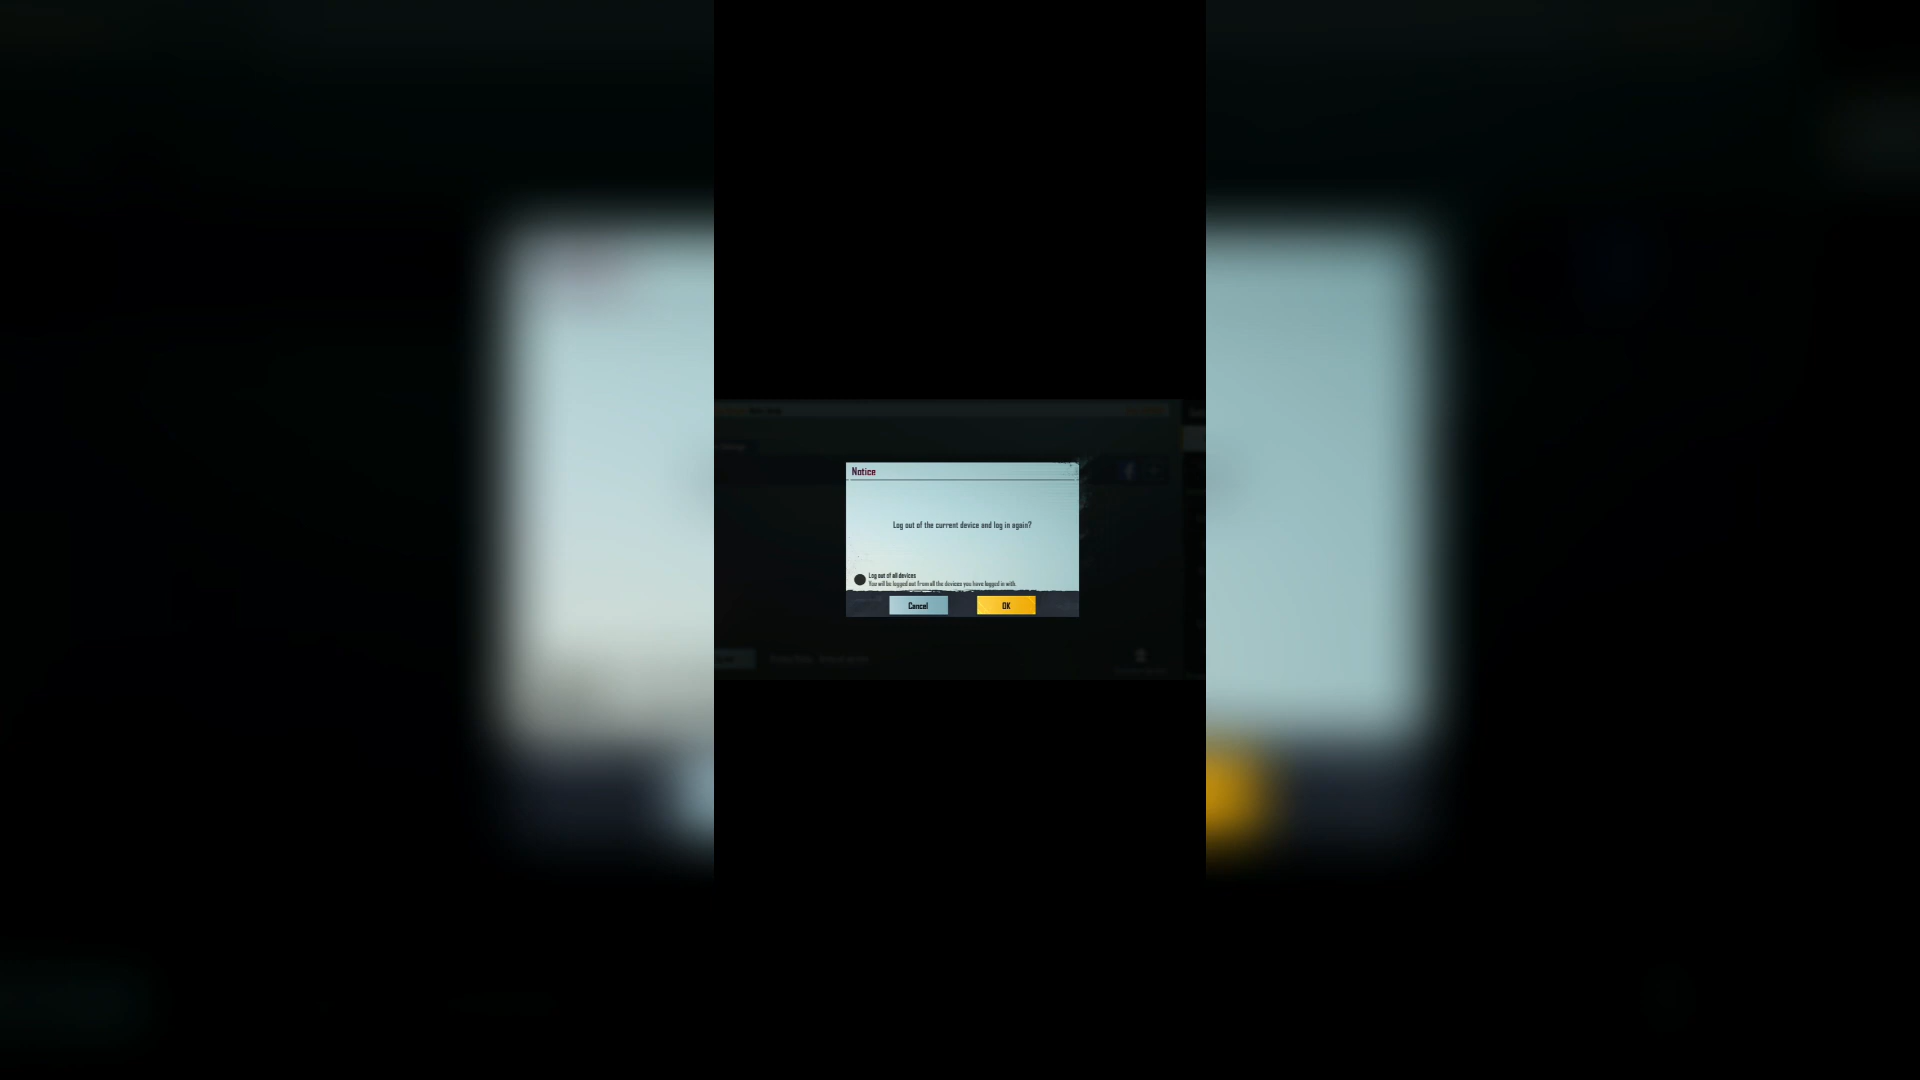 Notice
Log out of the current device and log in again?
Log out of all devices
You will be logged out from all the devices you have logged in with.
Cancel
OK